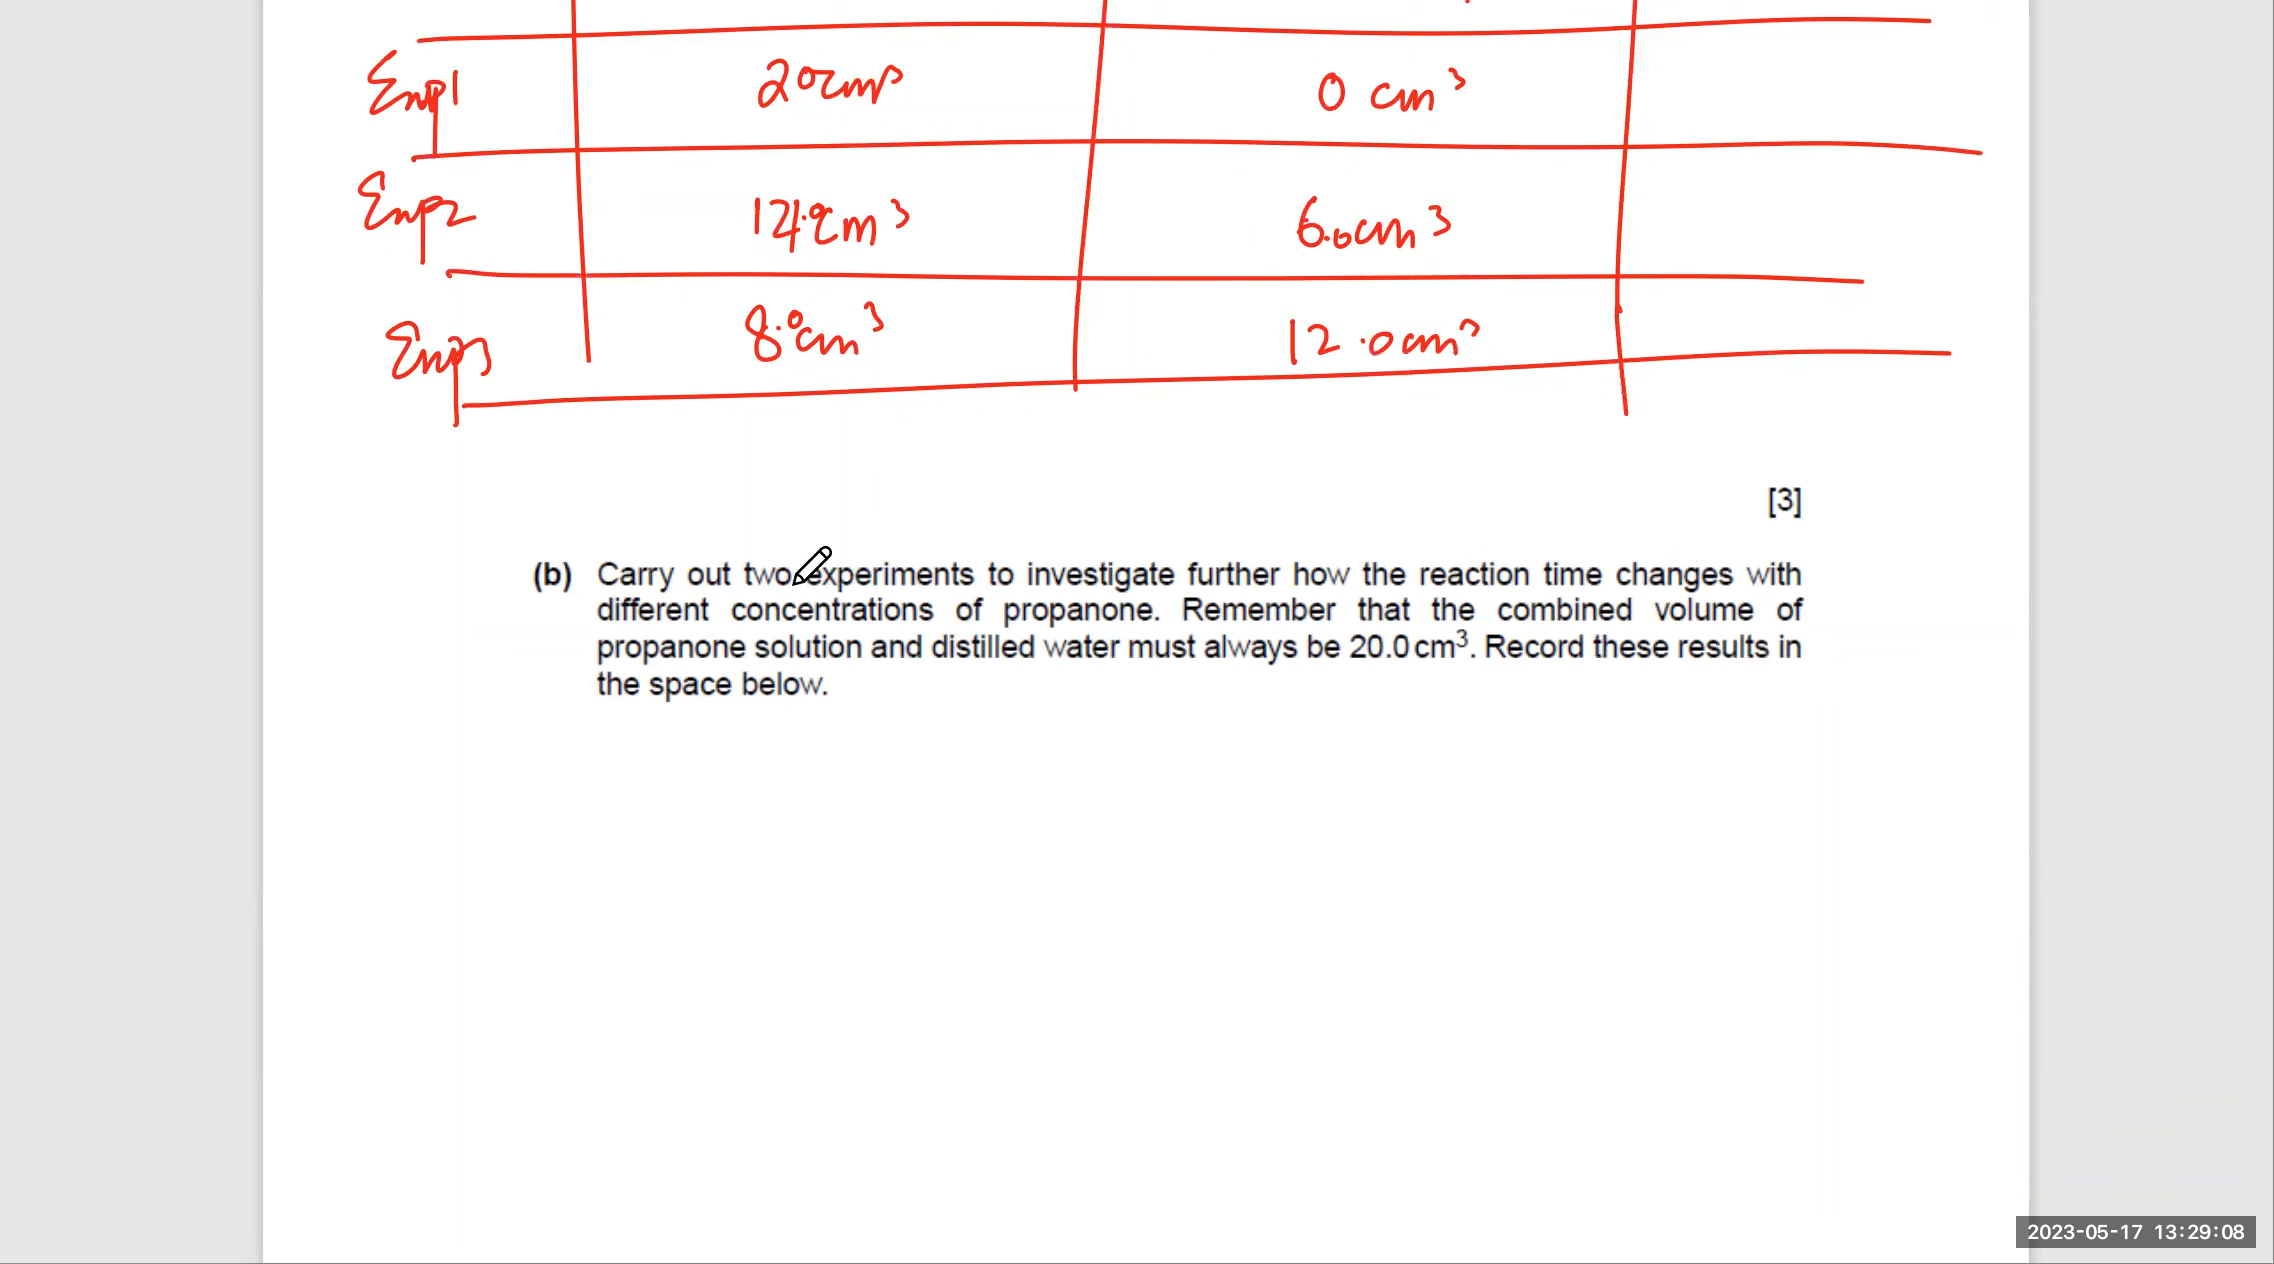 Exp1 20cm³ 0 cm³
Exp2 14.0cm³ 6.0cm³
Exp3 8.0cm³ 12.0cm³
[3]
(b) Carry out two experiments to investigate further how the reaction time changes with
different concentrations of propanone. Remember that the combined volume of
propanone solution and distilled water must always be 20.0 cm³. Record these results in
the space below.
2023-05-17 13:29:08